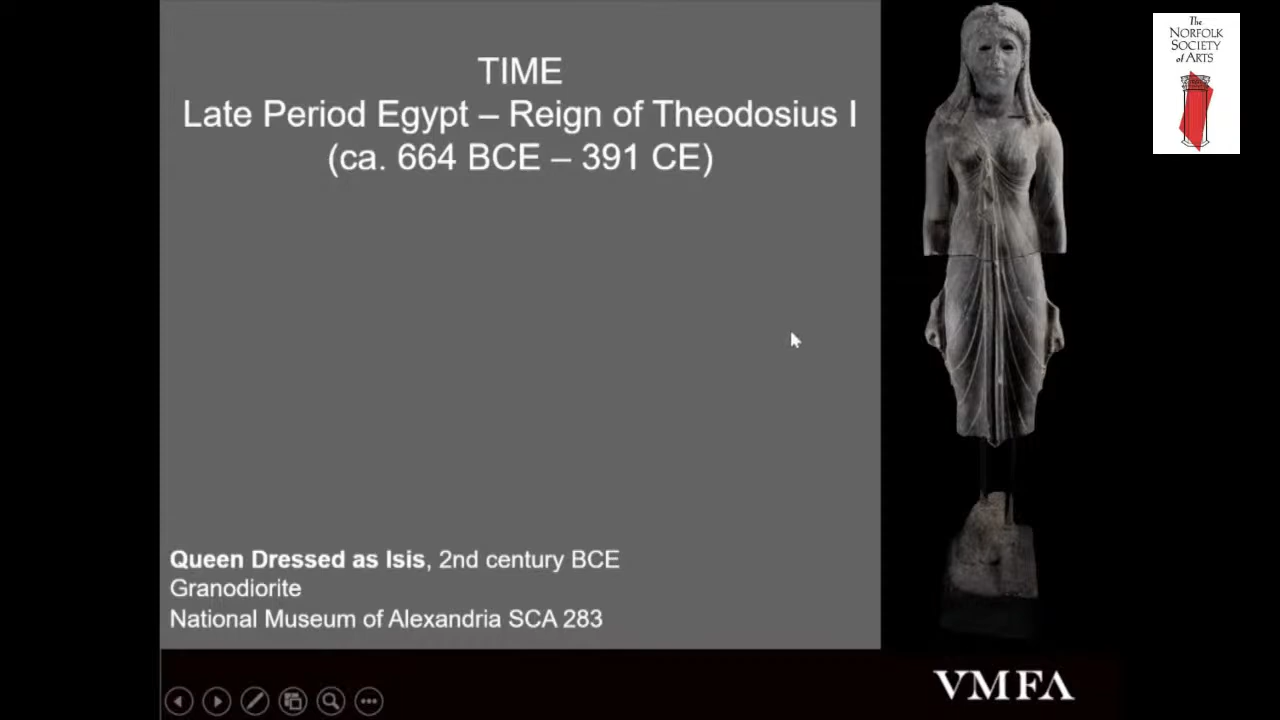 TIME
Late Period Egypt – Reign of Theodosius I
(ca. 664 BCE – 391 CE)
The
NORFOLK
SOCIETY
of ARTS
Queen Dressed as Isis, 2nd century BCE
Granodiorite
National Museum of Alexandria SCA 283
VMFA